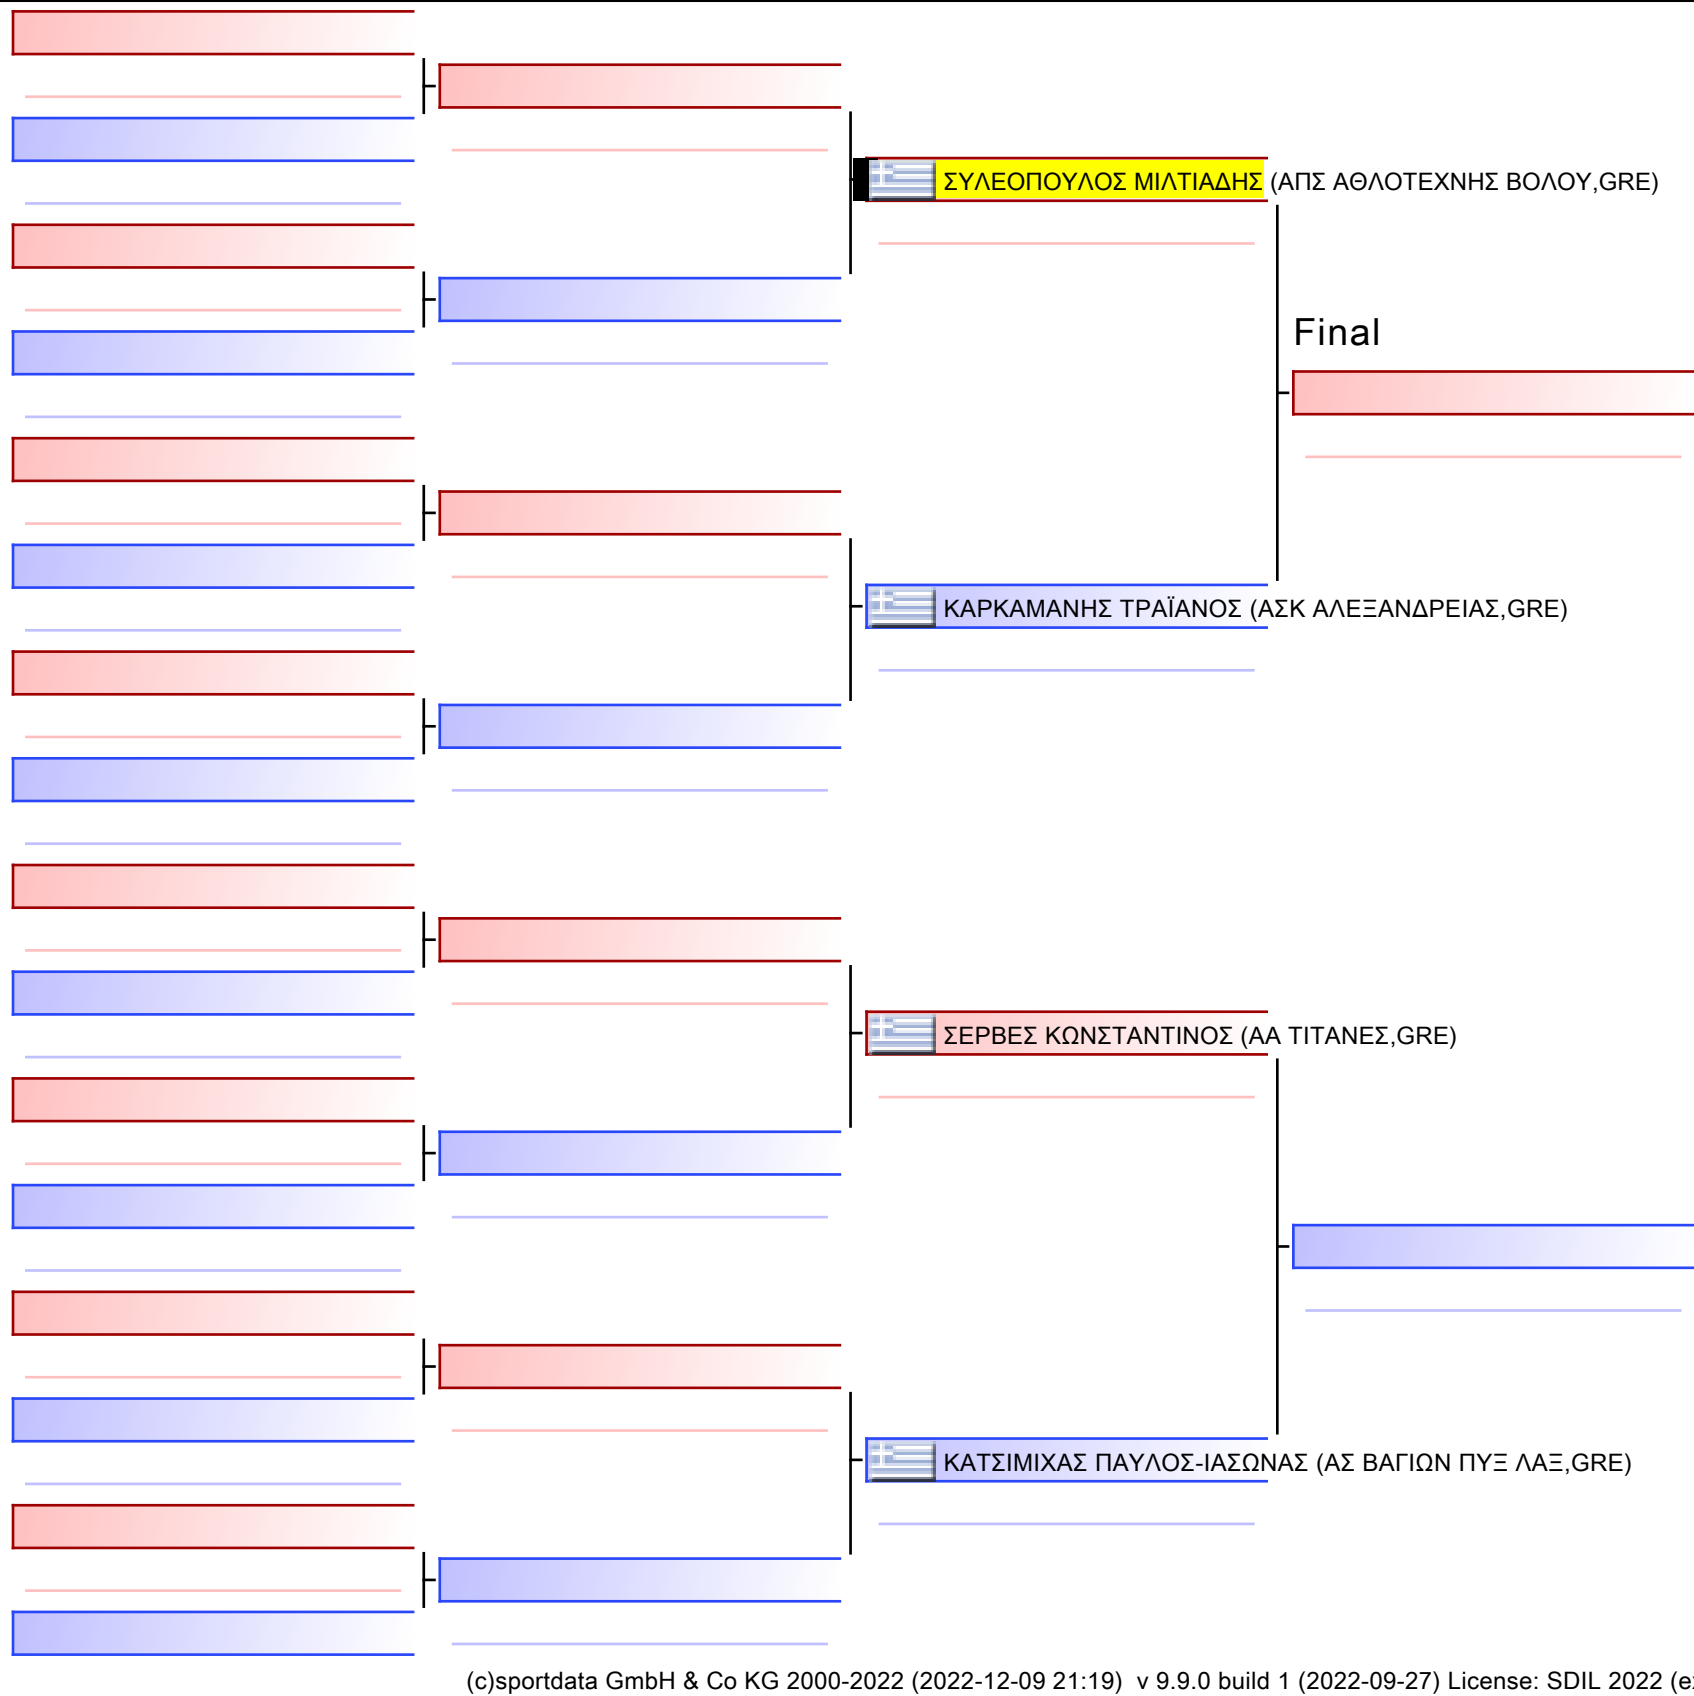 ΣΥΛΕΟΠΟΥΛΟΣ ΜΙΛΤΙΑΔΗΣ (ΑΠΣ ΑΘΛΟΤΕΧΝΗΣ ΒΟΛΟΥ,GRE)
Final
ΚΑΡΚΑΜΑΝΗΣ ΤΡΑΪΑΝΟΣ (ΑΣΚ ΑΛΕΞΑΝΔΡΕΙΑΣ,GRE)
ΣΕΡΒΕΣ ΚΩΝΣΤΑΝΤΙΝΟΣ (ΑΑ ΤΙΤΑΝΕΣ,GRE)
ΚΑΤΣΙΜΙΧΑΣ ΠΑΥΛΟΣ-ΙΑΣΩΝΑΣ (ΑΣ ΒΑΓΙΩΝ ΠΥΞ ΛΑΞ,GRE)
(c)sportdata GmbH & Co KG 2000-2022 (2022-12-09 21:19) v 9.9.0 build 1 (2022-09-27) License: SDIL 2022 (